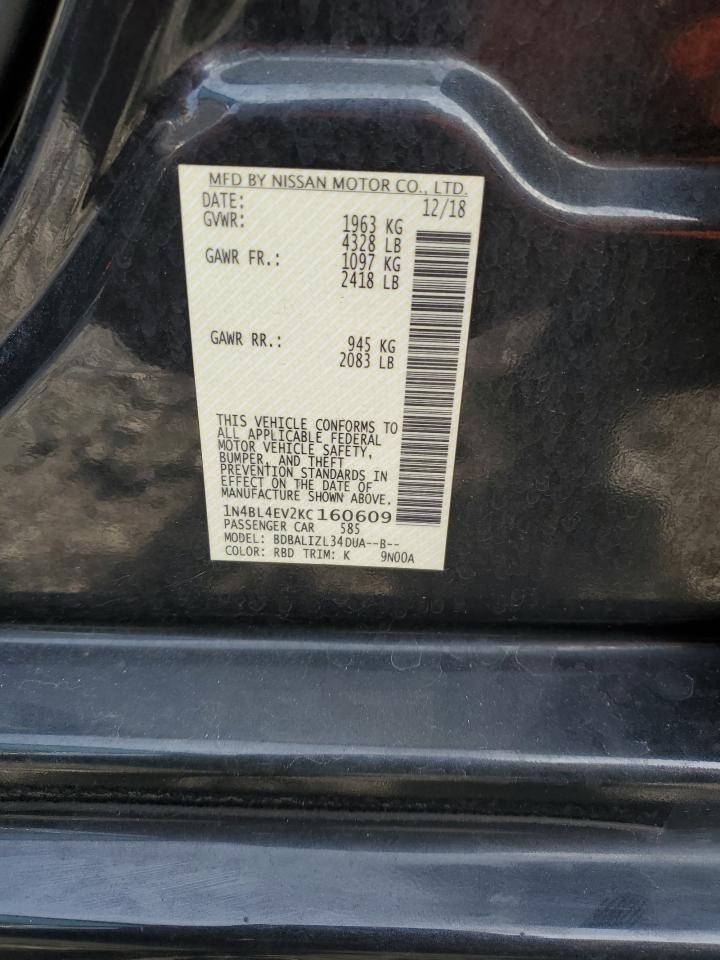 MFD BY NISSAN MOTOR CO., LTD.
DATE: 12/18
GVWR: 1963 KG
4328 LB
GAWR FR.: 1097 KG
2418 LB
GAWR RR.: 945 KG
2083 LB
THIS VEHICLE CONFORMS TO
ALL APPLICABLE FEDERAL
MOTOR VEHICLE SAFETY,
BUMPER, AND THEFT
PREVENTION STANDARDS IN
EFFECT ON THE DATE OF
MANUFACTURE SHOWN ABOVE.
1N4BL4EV2KC160609
PASSENGER CAR 585
MODEL: BDBALIZL34DUA--B--
COLOR: RBD TRIM: K 9N00A